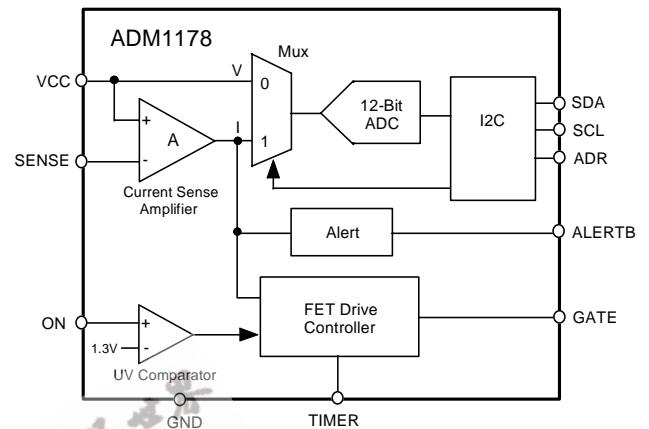 ADM1178
Mux
VCC
V
0
12-Bit
ADC
I2C
SDA
SCL
ADR
+
A
-
I
1
SENSE
Current Sense
Amplifier
Alert
ALERTB
ON
+
1.3V
-
UV Comparator
FET Drive
Controller
GATE
GND
TIMER